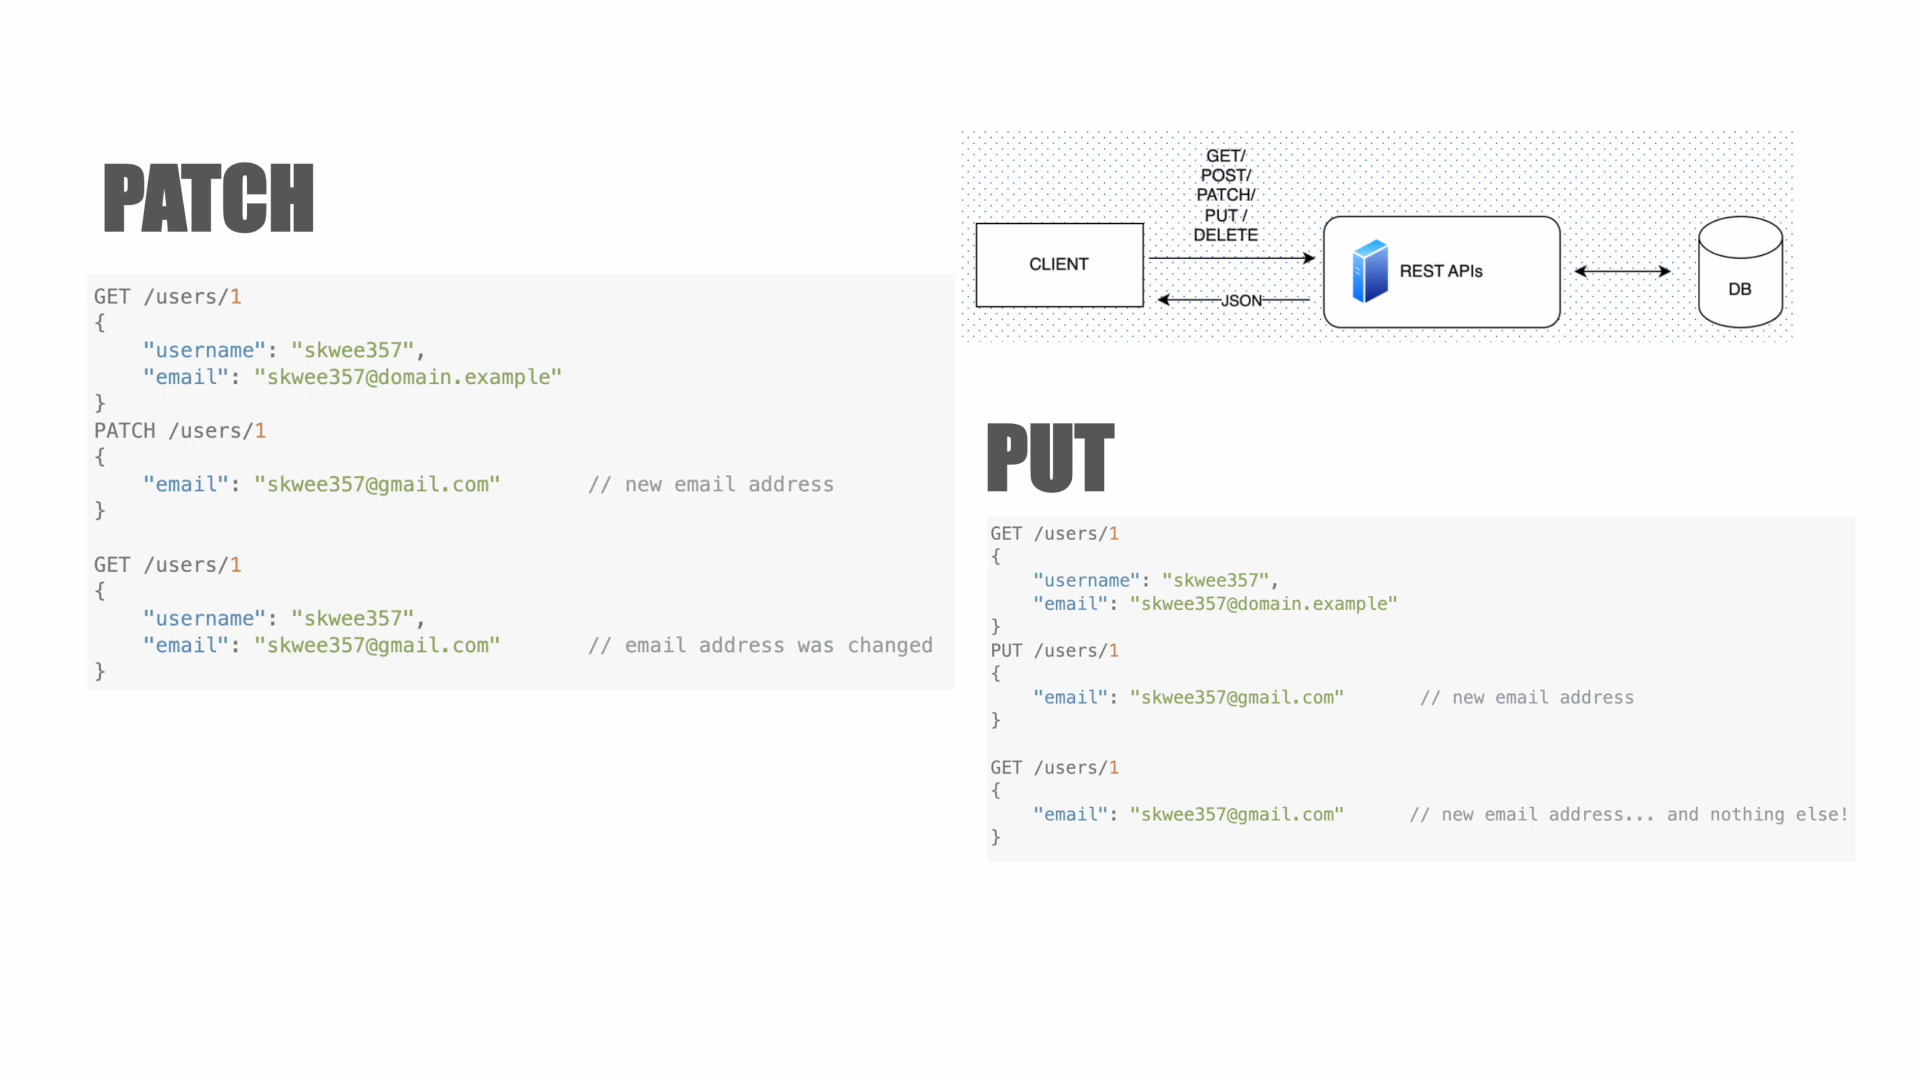 PATCH
GET /users/1
{
    "username": "skwee357",
    "email": "skwee357@domain.example"
}
PATCH /users/1
{
    "email": "skwee357@gmail.com"       // new email address
}

GET /users/1
{
    "username": "skwee357",
    "email": "skwee357@gmail.com"       // email address was changed
}
GET/
POST/
PATCH/
PUT /
DELETE
CLIENT
JSON
REST APIs
DB
PUT
GET /users/1
{
    "username": "skwee357",
    "email": "skwee357@domain.example"
}
PUT /users/1
{
    "email": "skwee357@gmail.com"       // new email address
}

GET /users/1
{
    "email": "skwee357@gmail.com"      // new email address... and nothing else!
}